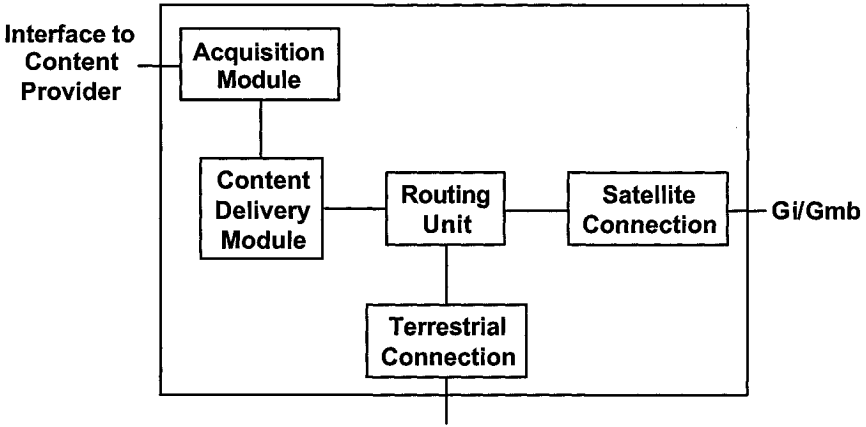 Interface to
Content
Provider
Acquisition
Module
Content
Delivery
Module
Routing
Unit
Satellite
Connection
Gi/Gmb
Terrestrial
Connection